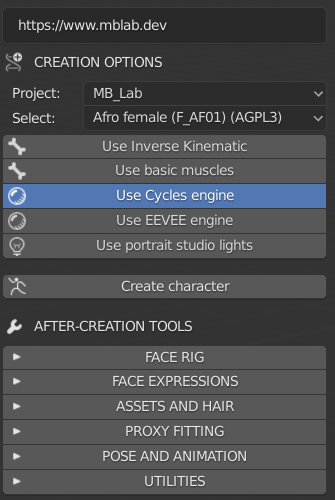 https://www.mblab.dev
CREATION OPTIONS
Project: MB_Lab
Select: Afro female (F_AF01) (AGPL3)
Use Inverse Kinematic
Use basic muscles
Use Cycles engine
Use EEVEE engine
Use portrait studio lights
Create character
AFTER-CREATION TOOLS
FACE RIG
FACE EXPRESSIONS
ASSETS AND HAIR
PROXY FITTING
POSE AND ANIMATION
UTILITIES